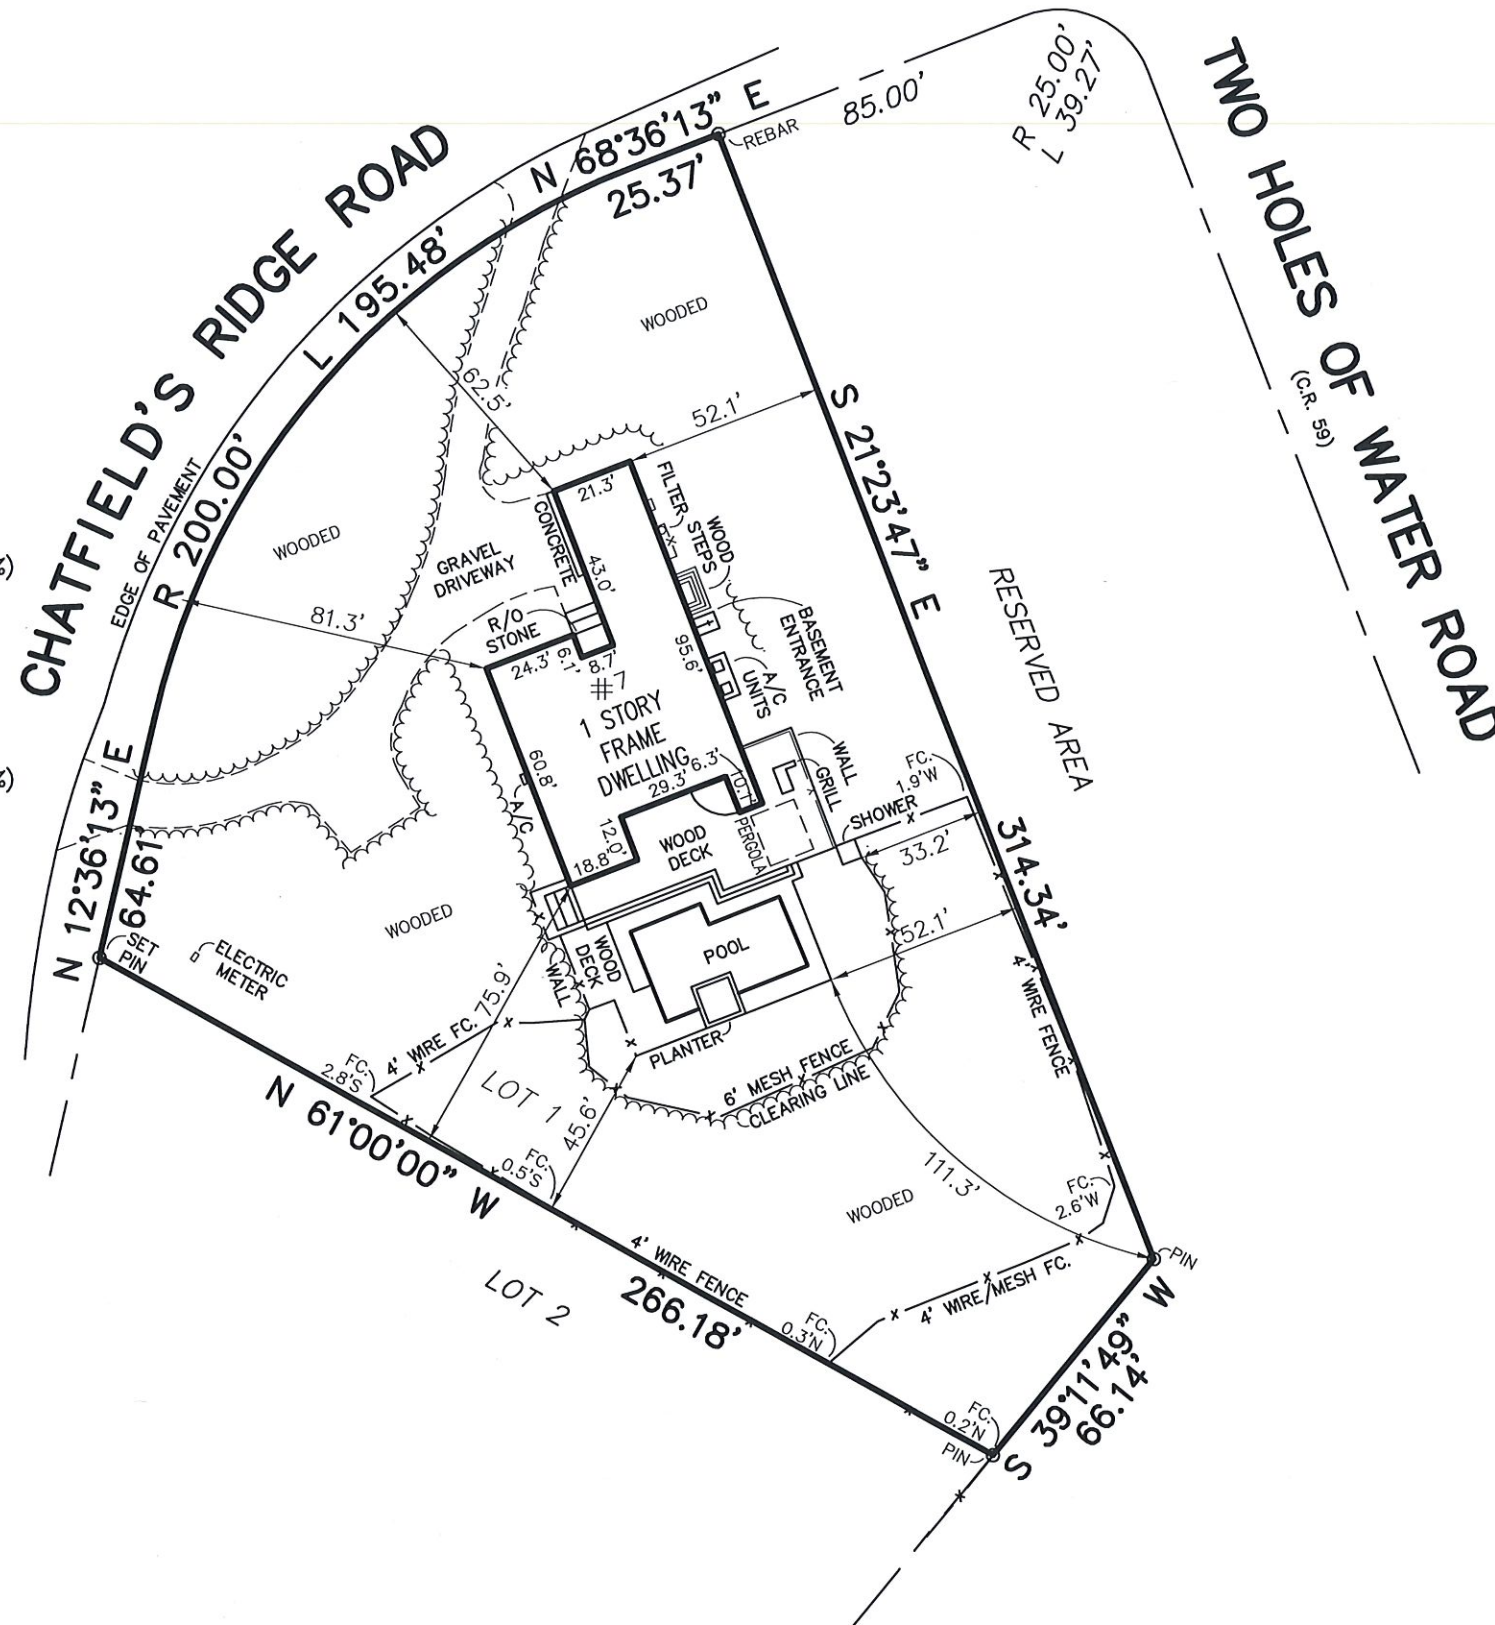 TWO HOLES OF WATER ROAD
(C.R. 59)
R 25.00'
L 39.27'
85.00'
N 68°36'13" E
25.37'
REBAR
CHATFIELD'S RIDGE ROAD
L 195.48'
R 200.00'
EDGE OF PAVEMENT
WOODED
62.5'
52.1'
S 21°23'47" E
314.34'
WOODED
21.3'
FILTER
WOOD
STEPS
CONCRETE
43.0'
GRAVEL
DRIVEWAY
R/O
STONE
81.3'
24.3'
6.1'
8.7'
95.6'
BASEMENT
ENTRANCE
A/C
UNITS
RESERVED AREA
#7
1 STORY
FRAME
DWELLING
60.8'
A/C
29.3'
6.3'
10.1'
WALL
GRILL
FC.
1.9'W
SHOWER
33.2'
PERGOLA
WOOD
DECK
12.0'
18.8'
N 12°36'13" E
64.61'
SET
PIN
ELECTRIC
METER
WOODED
WOOD
DECK
WALL
POOL
52.1'
4' WIRE FENCE
75.9'
4' WIRE FC.
FC.
2.8'S
PLANTER
6' MESH FENCE
CLEARING LINE
LOT 1
45.6'
N 61°00'00" W
266.18'
FC.
0.5'S
111.3'
WOODED
FC.
2.6'W
PIN
4' WIRE/MESH FC.
4' WIRE FENCE
LOT 2
FC.
0.3'N
FC.
0.2'N
PIN
S 39°11'49" W
66.14'